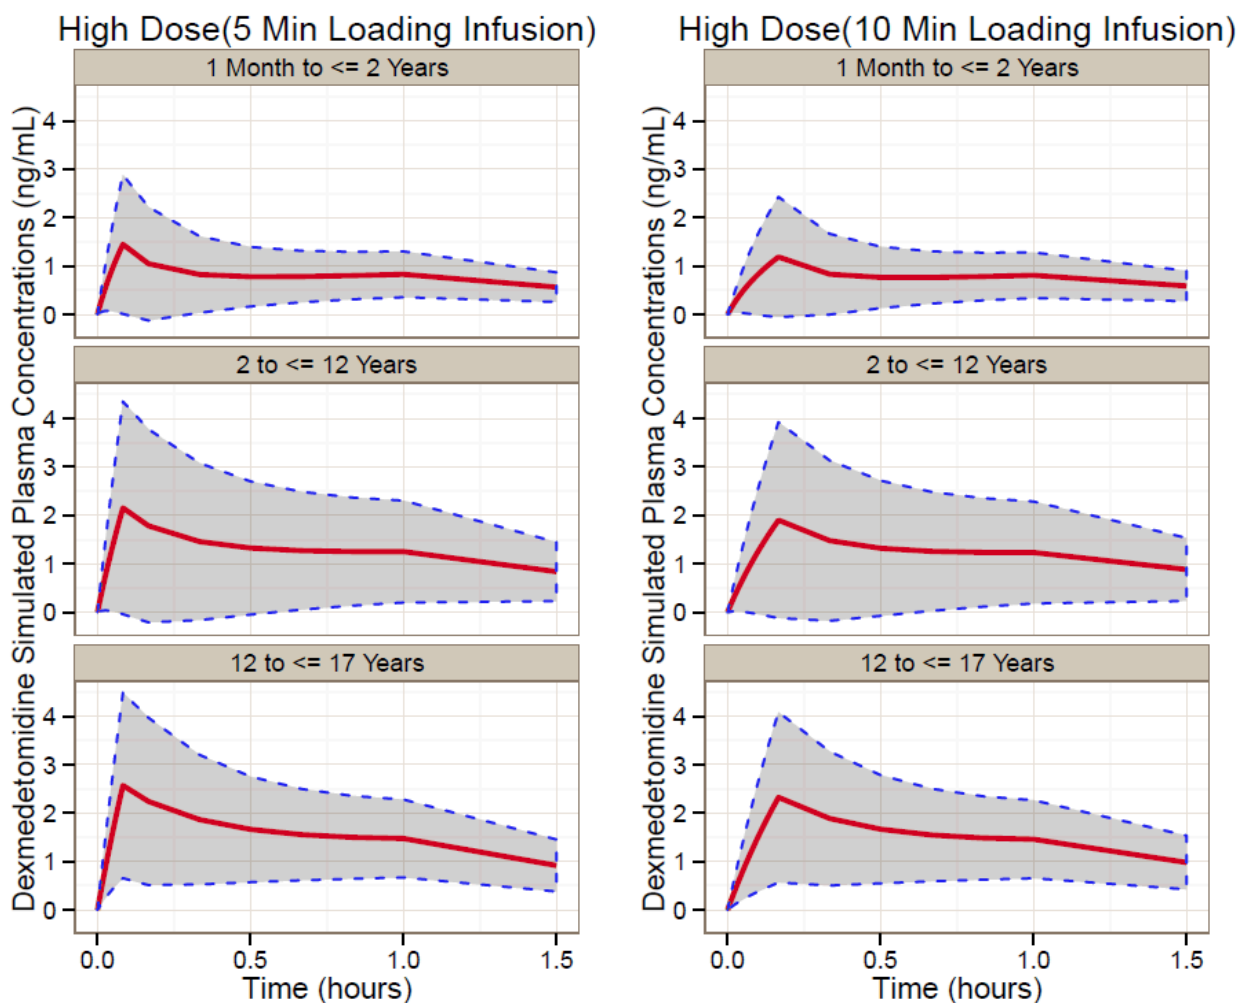 High Dose(5 Min Loading Infusion)
1 Month to <= 2 Years
4
3
2
1
0
2 to <= 12 Years
4
3
2
1
0
12 to <= 17 Years
4
3
2
1
0
0.0 0.5 1.0 1.5
Time (hours)
Dexmedetomidine Simulated Plasma Concentrations (ng/mL)
High Dose(10 Min Loading Infusion)
1 Month to <= 2 Years
4
3
2
1
0
2 to <= 12 Years
4
3
2
1
0
12 to <= 17 Years
4
3
2
1
0
0.0 0.5 1.0 1.5
Time (hours)
Dexmedetomidine Simulated Plasma Concentrations (ng/mL)